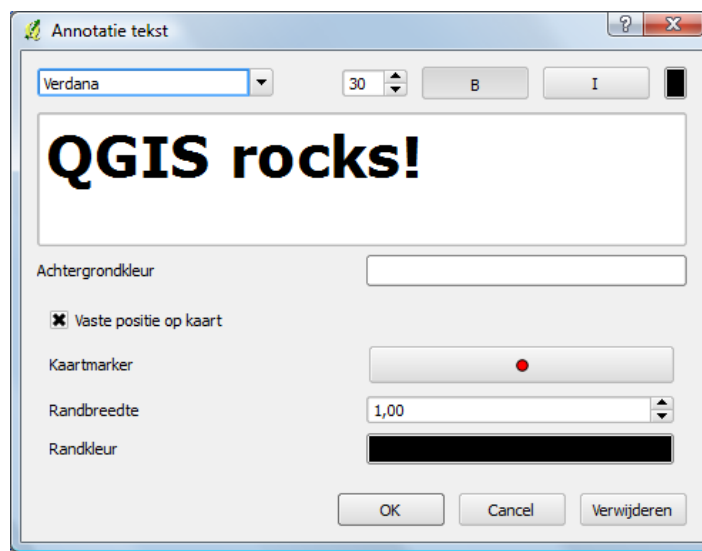 Annotatie tekst
Verdana 30 B I
QGIS rocks!
Achtergrondkleur
Vaste positie op kaart
Kaartmarker
Randbreedte 1,00
Randkleur
OK Cancel Verwijderen